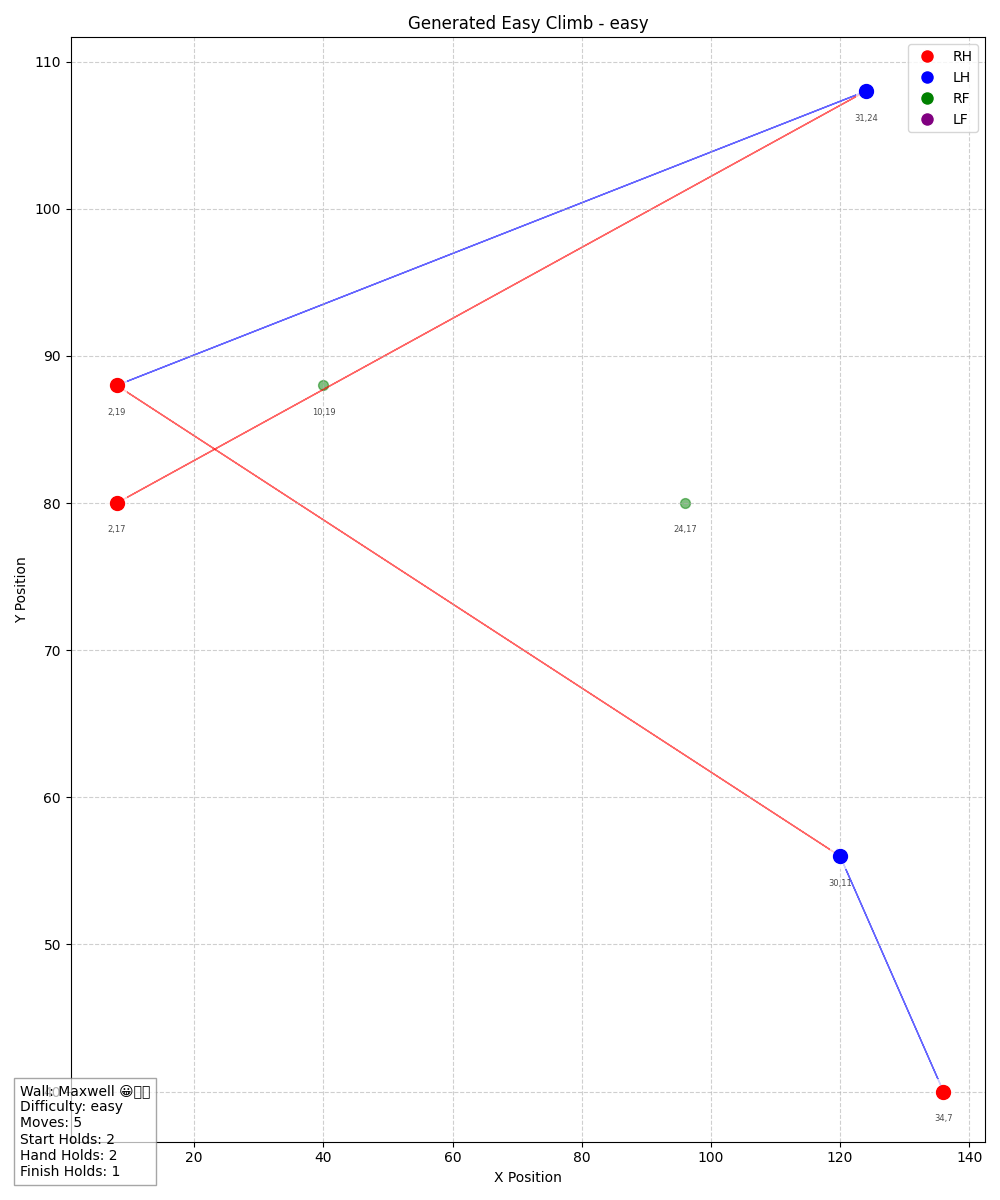 Generated Easy Climb - easy
RH
LH
RF
LF
110
100
90
80
70
60
50
Y Position
31,24
2,19
10,19
2,17
24,17
30,11
34,7
Wall: Maxwell 😀
Difficulty: easy
Moves: 5
Start Holds: 2
Hand Holds: 2
Finish Holds: 1
20
40
60
80
100
120
140
X Position